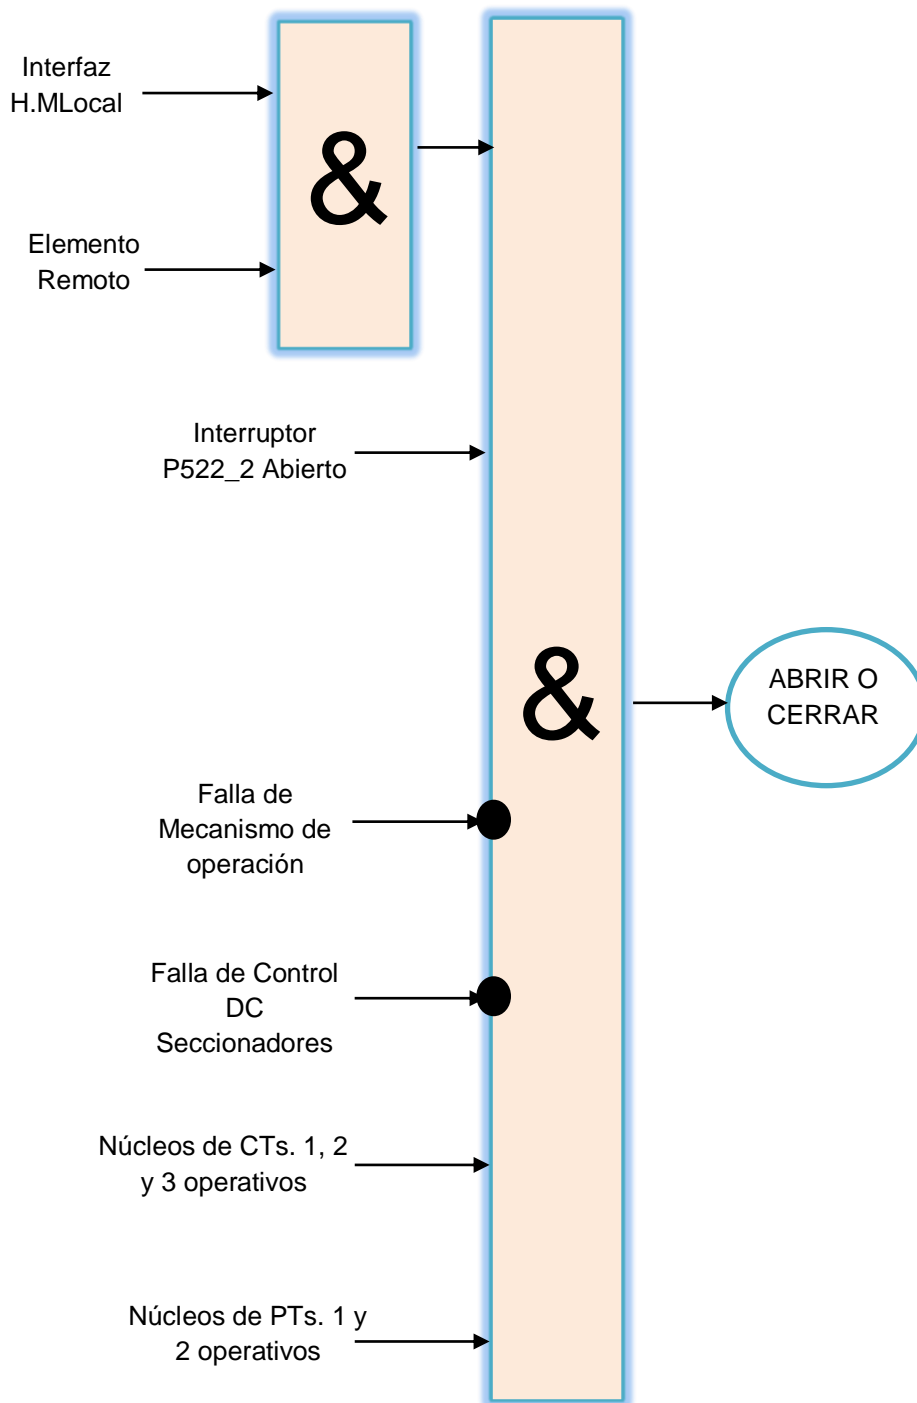 Interfaz
H.MLocal
&
Elemento
Remoto
Interruptor
P522_2 Abierto
&
ABRIR O
CERRAR
Falla de
Mecanismo de
operación
Falla de Control
DC
Seccionadores
Núcleos de CTs. 1, 2
y 3 operativos
Núcleos de PTs. 1 y
2 operativos